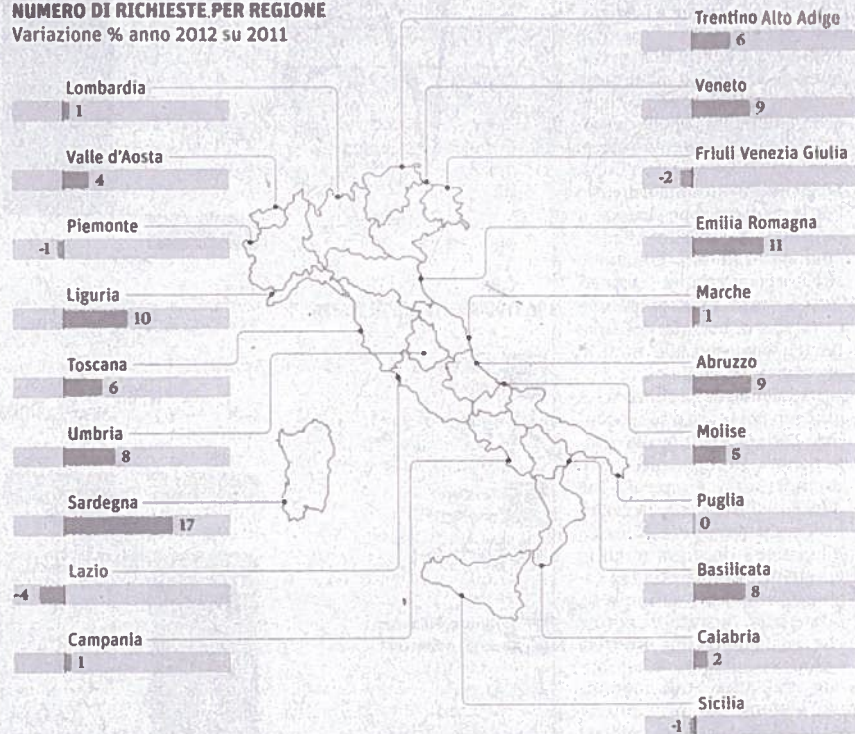 NUMERO DI RICHIESTE PER REGIONE
Variazione % anno 2012 su 2011
Lombardia
1
Valle d'Aosta
4
Piemonte
-1
Liguria
10
Toscana
6
Umbria
8
Sardegna
17
Lazio
-4
Campania
1
Trentino Alto Adige
6
Veneto
9
Friuli Venezia Giulia
-2
Emilia Romagna
11
Marche
1
Abruzzo
9
Molise
5
Puglia
0
Basilicata
8
Calabria
2
Sicilia
-1